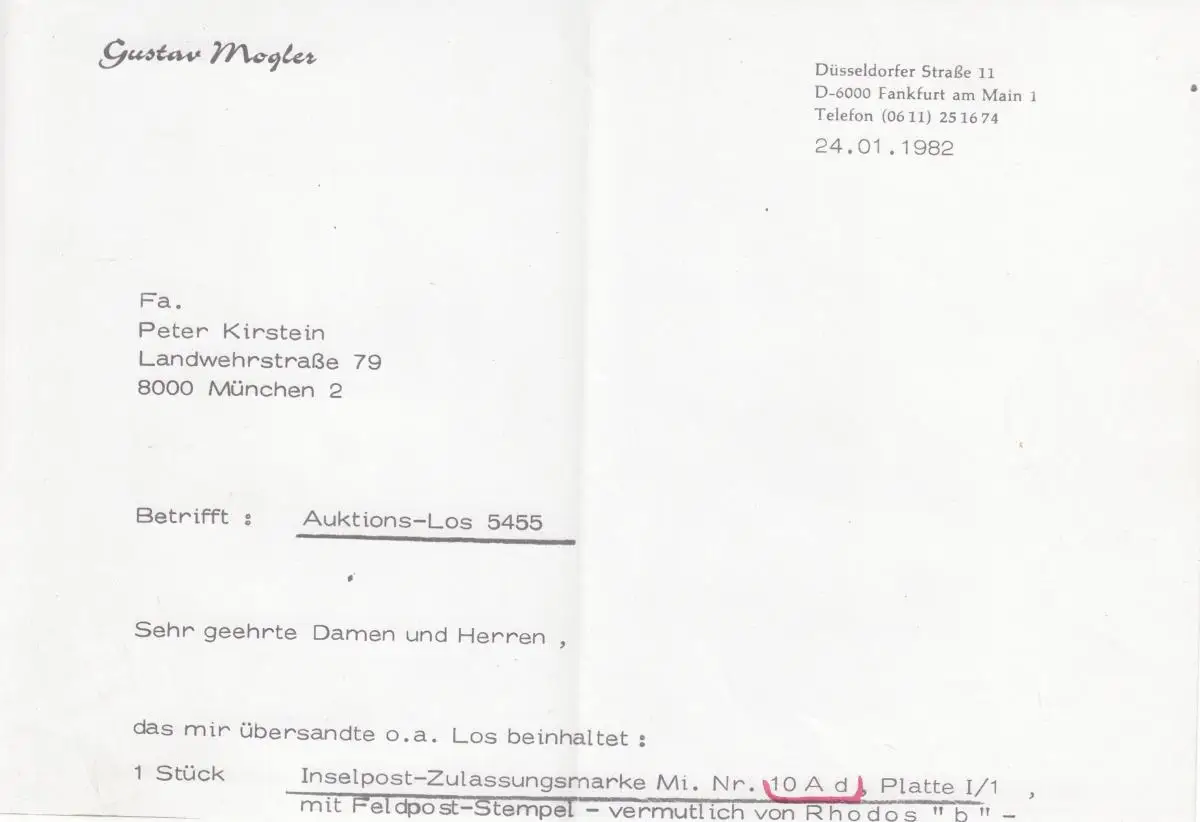 Gustav Mogler
Düsseldorfer Straße 11
D-6000 Fankfurt am Main 1
Telefon (06 11) 25 16 74
24.01.1982
Fa.
Peter Kirstein
Landwehrstraße 79
8000 München 2
Betrifft : Auktions-Los 5455
Sehr geehrte Damen und Herren ,
das mir übersandte o.a. Los beinhaltet :
1 Stück Inselpost-Zulassungsmarke Mi. Nr. 10 A d , Platte I/1 ,
mit Feldpost-Stempel - vermutlich von Rhodos " b " -